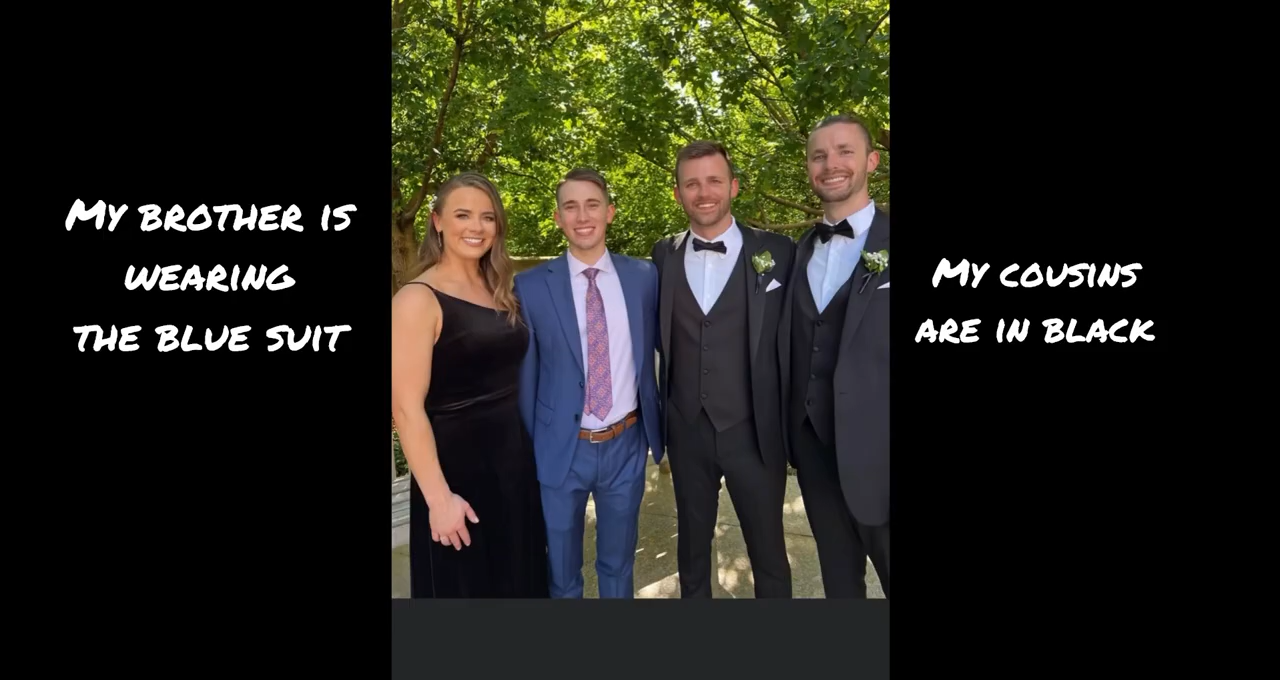 My brother is
wearing
the blue suit
My cousins
are in black